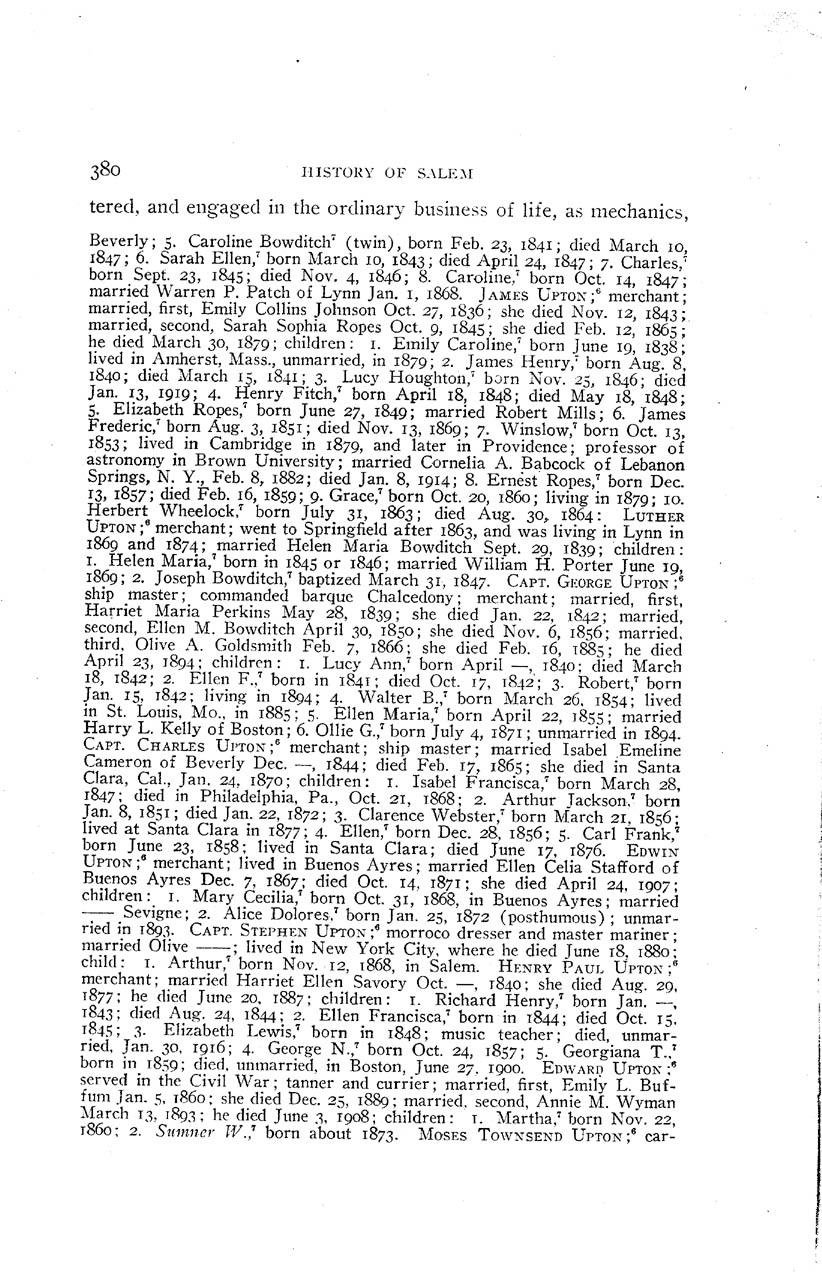 380 HISTORY OF SALEM
tered, and engaged in the ordinary business of life, as mechanics,
Beverly; 5. Caroline Bowditch⁷ (twin), born Feb. 23, 1841; died March 10,
1847; 6. Sarah Ellen,⁷ born March 10, 1843; died April 24, 1847; 7. Charles,⁷
born Sept. 23, 1845; died Nov. 4, 1846; 8. Caroline,⁷ born Oct. 14, 1847;
married Warren P. Patch of Lynn Jan. 1, 1868. JAMES UPTON;⁶ merchant;
married, first, Emily Collins Johnson Oct. 27, 1836; she died Nov. 12, 1843;
married, second, Sarah Sophia Ropes Oct. 9, 1845; she died Feb. 12, 1865;
he died March 30, 1879; children: 1. Emily Caroline,⁷ born June 19, 1838;
lived in Amherst, Mass., unmarried, in 1879; 2. James Henry,⁷ born Aug. 8,
1840; died March 15, 1841; 3. Lucy Houghton,⁷ born Nov. 25, 1846; died
Jan. 13, 1919; 4. Henry Fitch,⁷ born April 18, 1848; died May 18, 1848;
5. Elizabeth Ropes,⁷ born June 27, 1849; married Robert Mills; 6. James
Frederic,⁷ born Aug. 3, 1851; died Nov. 13, 1869; 7. Winslow,⁷ born Oct. 13,
1853; lived in Cambridge in 1879, and later in Providence; professor of
astronomy in Brown University; married Cornelia A. Babcock of Lebanon
Springs, N. Y., Feb. 8, 1882; died Jan. 8, 1914; 8. Ernest Ropes,⁷ born Dec.
13, 1857; died Feb. 16, 1859; 9. Grace,⁷ born Oct. 20, 1860; living in 1879; 10.
Herbert Wheelock,⁷ born July 31, 1863; died Aug. 30, 1864: LUTHER
UPTON;⁶ merchant; went to Springfield after 1863, and was living in Lynn in
1869 and 1874; married Helen Maria Bowditch Sept. 29, 1839; children:
1. Helen Maria,⁷ born in 1845 or 1846; married William H. Porter June 19,
1869; 2. Joseph Bowditch,⁷ baptized March 31, 1847. CAPT. GEORGE UPTON;⁶
ship master; commanded barque Chalcedony; merchant; married, first,
Harriet Maria Perkins May 28, 1839; she died Jan. 22, 1842; married,
second, Ellen M. Bowditch April 30, 1850; she died Nov. 6, 1856; married,
third, Olive A. Goldsmith Feb. 7, 1866; she died Feb. 16, 1885; he died
April 23, 1894; children: 1. Lucy Ann,⁷ born April —, 1840; died March
18, 1842; 2. Ellen F.,⁷ born in 1841; died Oct. 17, 1842; 3. Robert,⁷ born
Jan. 15, 1842; living in 1894; 4. Walter B.,⁷ born March 26, 1854; lived
in St. Louis, Mo., in 1885; 5. Ellen Maria,⁷ born April 22, 1855; married
Harry L. Kelly of Boston; 6. Ollie G.,⁷ born July 4, 1871; unmarried in 1894.
CAPT. CHARLES UPTON;⁶ merchant; ship master; married Isabel Emeline
Cameron of Beverly Dec. —, 1844; died Feb. 17, 1865; she died in Santa
Clara, Cal., Jan. 24, 1870; children: 1. Isabel Francisca,⁷ born March 28,
1847; died in Philadelphia, Pa., Oct. 21, 1868; 2. Arthur Jackson,⁷ born
Jan. 8, 1851; died Jan. 22, 1872; 3. Clarence Webster,⁷ born March 21, 1856;
lived at Santa Clara in 1877; 4. Ellen,⁷ born Dec. 28, 1856; 5. Carl Frank,⁷
born June 23, 1858; lived in Santa Clara; died June 17, 1876. EDWIN
UPTON;⁶ merchant; lived in Buenos Ayres; married Ellen Celia Stafford of
Buenos Ayres Dec. 7, 1867; died Oct. 14, 1871; she died April 24, 1907;
children: 1. Mary Cecilia,⁷ born Oct. 31, 1868, in Buenos Ayres; married
—— Sevigne; 2. Alice Dolores,⁷ born Jan. 25, 1872 (posthumous); unmar-
ried in 1893. CAPT. STEPHEN UPTON;⁶ morroco dresser and master mariner;
married Olive ——; lived in New York City, where he died June 18, 1880;
child: 1. Arthur,⁷ born Nov. 12, 1868, in Salem. HENRY PAUL UPTON;⁶
merchant; married Harriet Ellen Savory Oct. —, 1840; she died Aug. 29,
1877; he died June 20, 1887; children: 1. Richard Henry,⁷ born Jan. —,
1843; died Aug. 24, 1844; 2. Ellen Francisca,⁷ born in 1844; died Oct. 15,
1845; 3. Elizabeth Lewis,⁷ born in 1848; music teacher; died, unmar-
ried, Jan. 30, 1916; 4. George N.,⁷ born Oct. 24, 1857; 5. Georgiana T.,⁷
born in 1859; died, unmarried, in Boston, June 27, 1900. EDWARD UPTON;⁶
served in the Civil War; tanner and currier; married, first, Emily L. Buf-
fum Jan. 5, 1860; she died Dec. 25, 1889; married, second, Annie M. Wyman
March 13, 1893; he died June 3, 1908; children: 1. Martha,⁷ born Nov. 22,
1860; 2. Sumner W.,⁷ born about 1873. MOSES TOWNSEND UPTON;⁶ car-